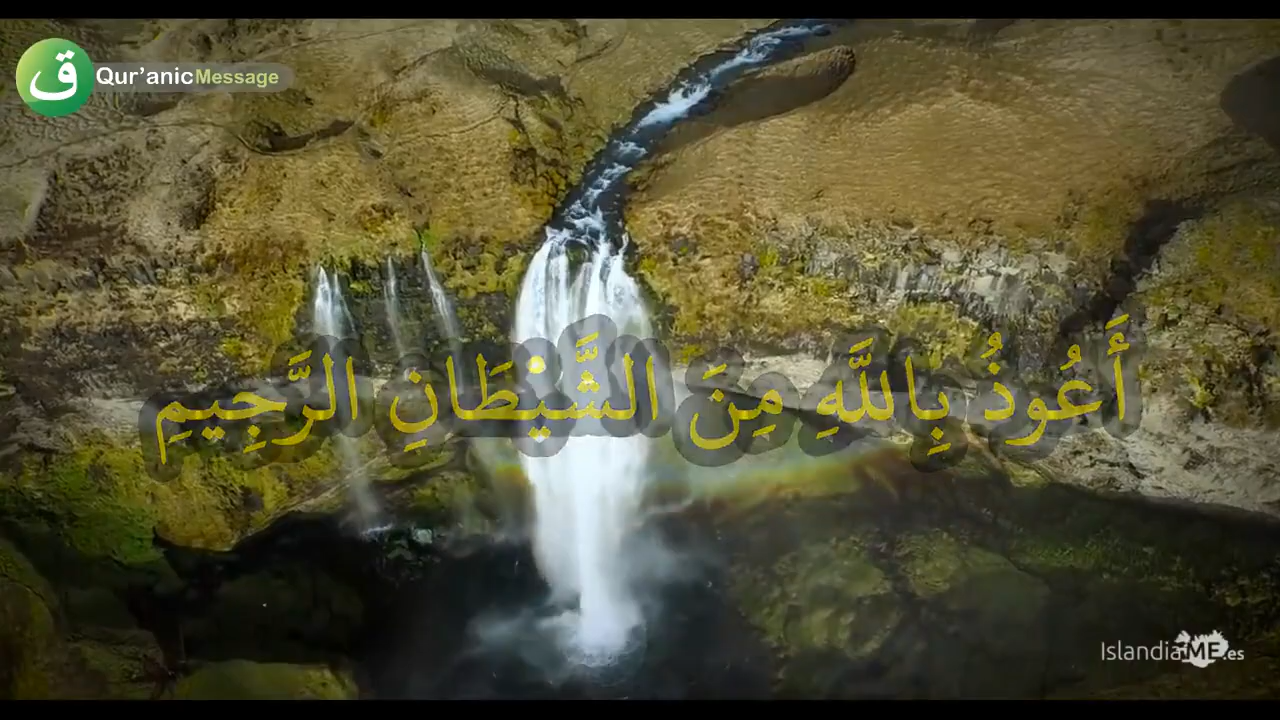 ق Qur'anicMessage
أَعُوذُ بِاللَّهِ مِنَ الشَّيْطَانِ الرَّجِيمِ
IslandiaME.es